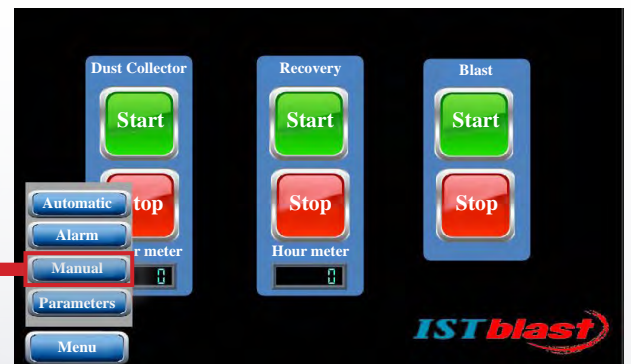 Dust Collector
Start
top
r meter
0
Recovery
Start
Stop
Hour meter
0
Blast
Start
Stop
Automatic
Alarm
Manual
Parameters
Menu
ISTblast